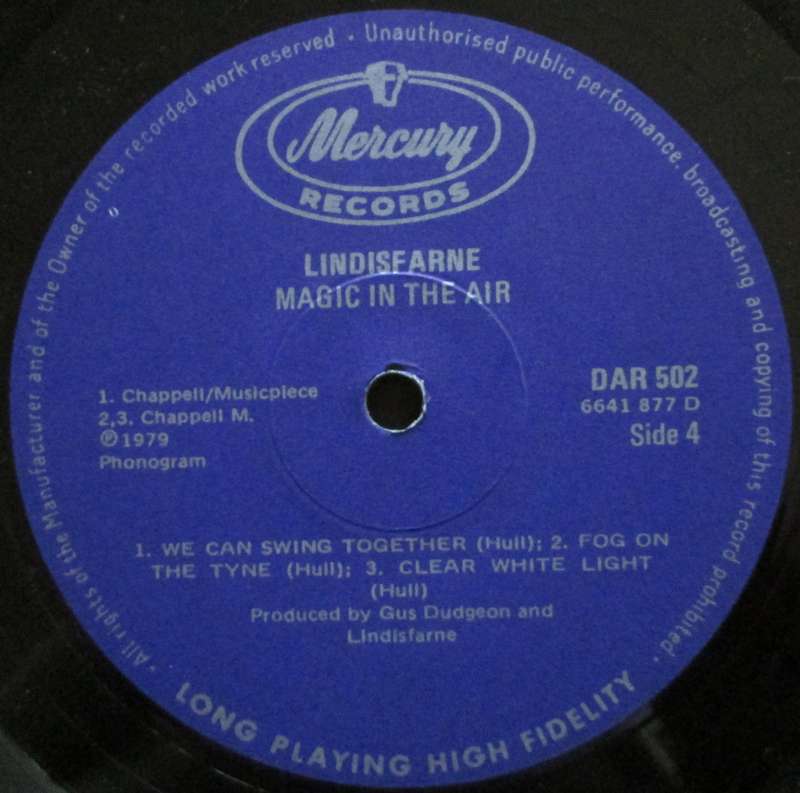 All rights of the Manufacturer and of the Owner of the recorded work reserved · Unauthorised public performance, broadcasting and copying of this record prohibited ·
Mercury
RECORDS
LINDISFARNE
MAGIC IN THE AIR
1. Chappell/Musicpiece
2,3. Chappell M.
℗1979
Phonogram
DAR 502
6641 877 D
Side 4
1. WE CAN SWING TOGETHER (Hull); 2. FOG ON
THE TYNE (Hull); 3. CLEAR WHITE LIGHT
(Hull)
Produced by Gus Dudgeon and
Lindisfarne
LONG PLAYING HIGH FIDELITY